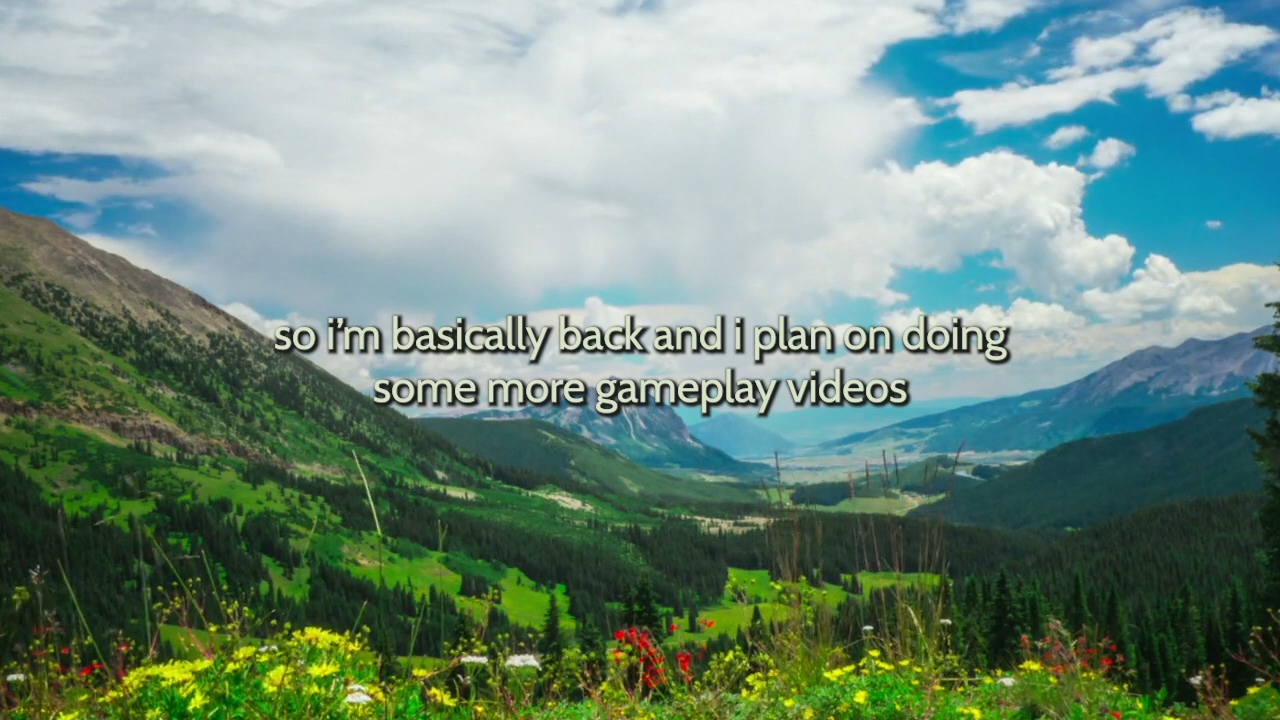 so i’m basically back and i plan on doing
some more gameplay videos